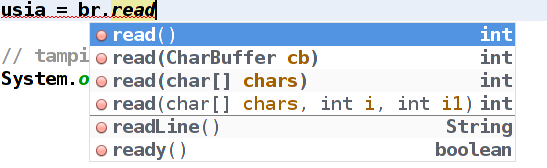 usia = br.read
read() int
// tampi
read(CharBuffer cb) int
System.o
read(char[] chars) int
read(char[] chars, int i, int i1) int
readLine() String
ready() boolean